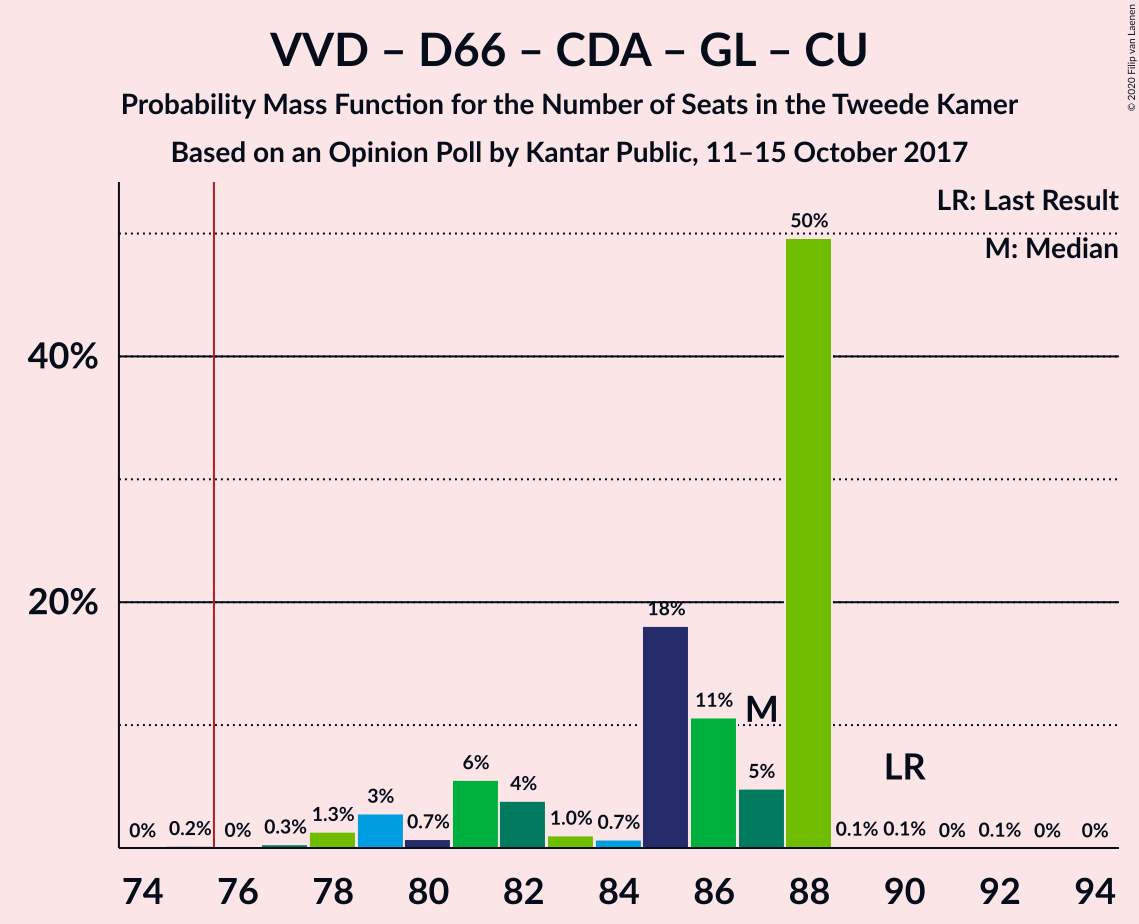 © 2020 Filip van Laenen
VVD – D66 – CDA – GL – CU
Probability Mass Function for the Number of Seats in the Tweede Kamer
Based on an Opinion Poll by Kantar Public, 11–15 October 2017
LR: Last Result
M: Median
40%
20%
0%
0.2%
0%
0.3%
1.3%
3%
0.7%
6%
4%
1.0%
0.7%
18%
11%
M
5%
50%
0.1%
LR
0.1%
0%
0.1%
0%
0%
74 76 78 80 82 84 86 88 90 92 94